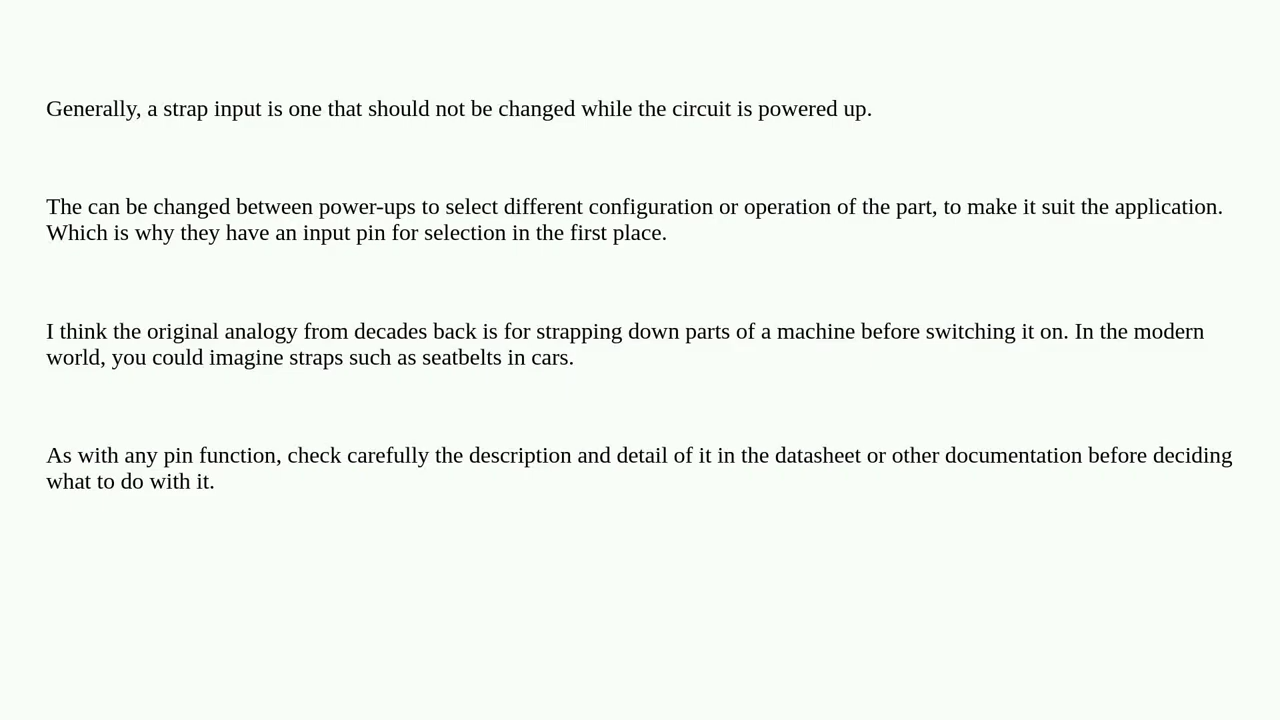 Generally, a strap input is one that should not be changed while the circuit is powered up.
The can be changed between power-ups to select different configuration or operation of the part, to make it suit the application.
Which is why they have an input pin for selection in the first place.
I think the original analogy from decades back is for strapping down parts of a machine before switching it on. In the modern
world, you could imagine straps such as seatbelts in cars.
As with any pin function, check carefully the description and detail of it in the datasheet or other documentation before deciding
what to do with it.